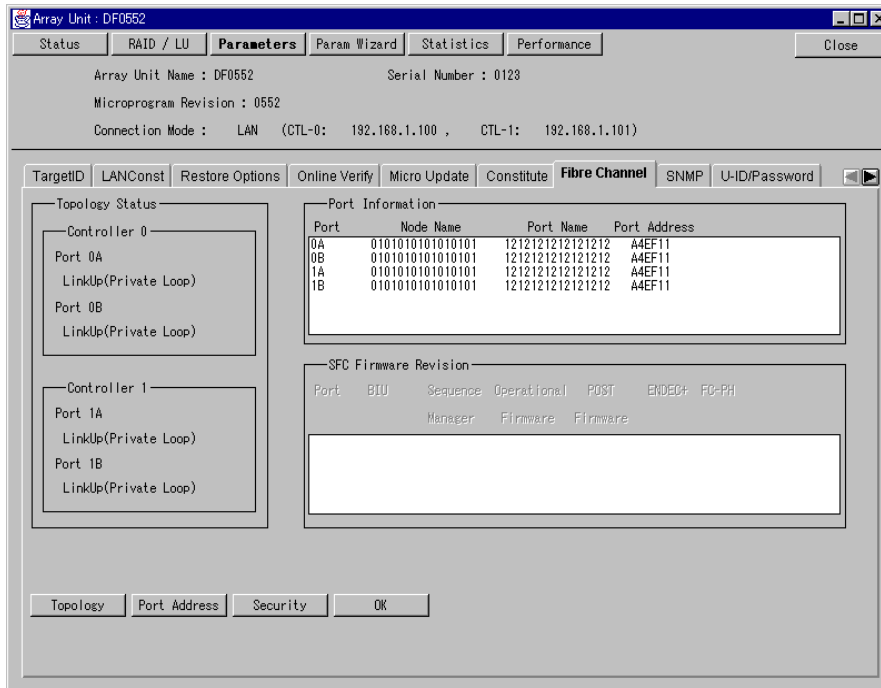 Array Unit : DF0552
Status RAID / LU Parameters Param Wizard Statistics Performance Close
Array Unit Name : DF0552 Serial Number : 0123
Microprogram Revision : 0552
Connection Mode : LAN (CTL-0: 192.168.1.100 , CTL-1: 192.168.1.101)
TargetID LANConst Restore Options Online Verify Micro Update Constitute Fibre Channel SNMP U-ID/Password
Topology Status
Controller 0
Port 0A
LinkUp(Private Loop)
Port 0B
LinkUp(Private Loop)
Controller 1
Port 1A
LinkUp(Private Loop)
Port 1B
LinkUp(Private Loop)
Port Information
Port Node Name Port Name Port Address
0A 0101010101010101 1212121212121212 A4EF11
0B 0101010101010101 1212121212121212 A4EF11
1A 0101010101010101 1212121212121212 A4EF11
1B 0101010101010101 1212121212121212 A4EF11
SFC Firmware Revision
Port BIU Sequence Operational POST ENDEC+ FC-PH
Manager Firmware Firmware
Topology Port Address Security OK